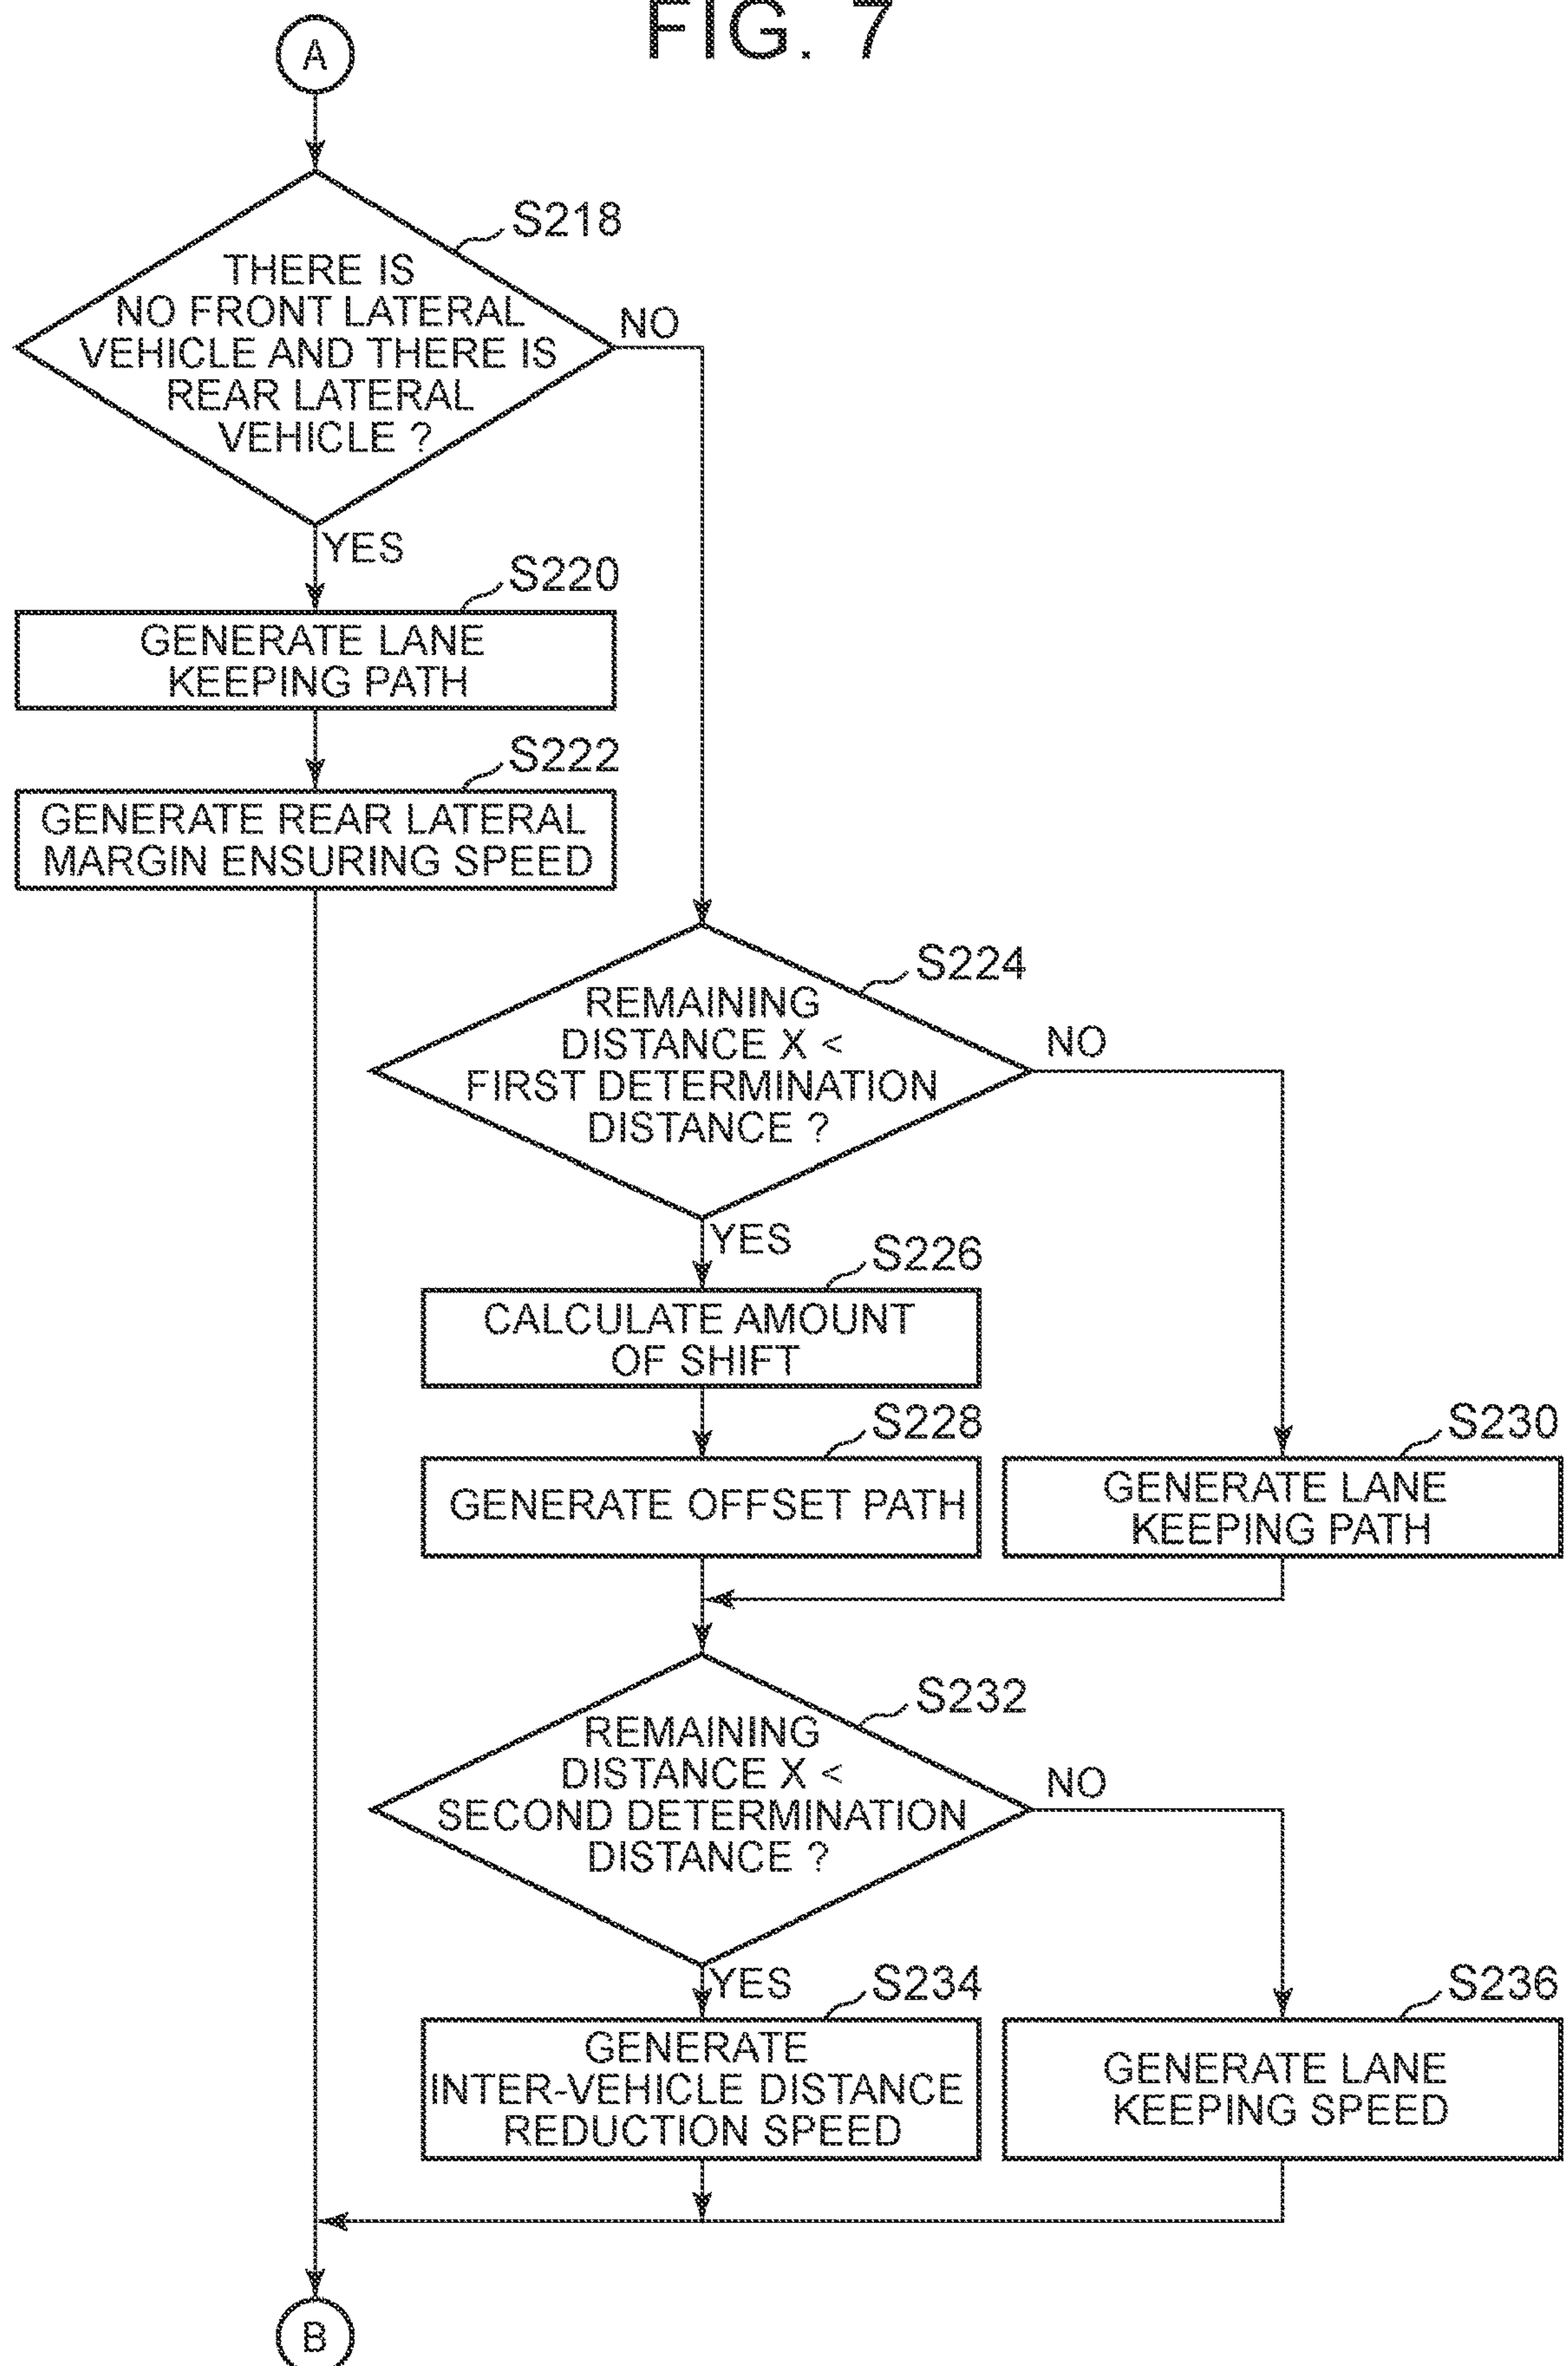 FIG. 7
A
S218
THERE IS
NO FRONT LATERAL
VEHICLE AND THERE IS
REAR LATERAL
VEHICLE ?
NO
YES
S220
GENERATE LANE
KEEPING PATH
S222
GENERATE REAR LATERAL
MARGIN ENSURING SPEED
S224
REMAINING
DISTANCE X <
FIRST DETERMINATION
DISTANCE ?
NO
YES
S226
CALCULATE AMOUNT
OF SHIFT
S228
GENERATE OFFSET PATH
S230
GENERATE LANE
KEEPING PATH
S232
REMAINING
DISTANCE X <
SECOND DETERMINATION
DISTANCE ?
NO
YES
S234
GENERATE
INTER-VEHICLE DISTANCE
REDUCTION SPEED
S236
GENERATE LANE
KEEPING SPEED
B